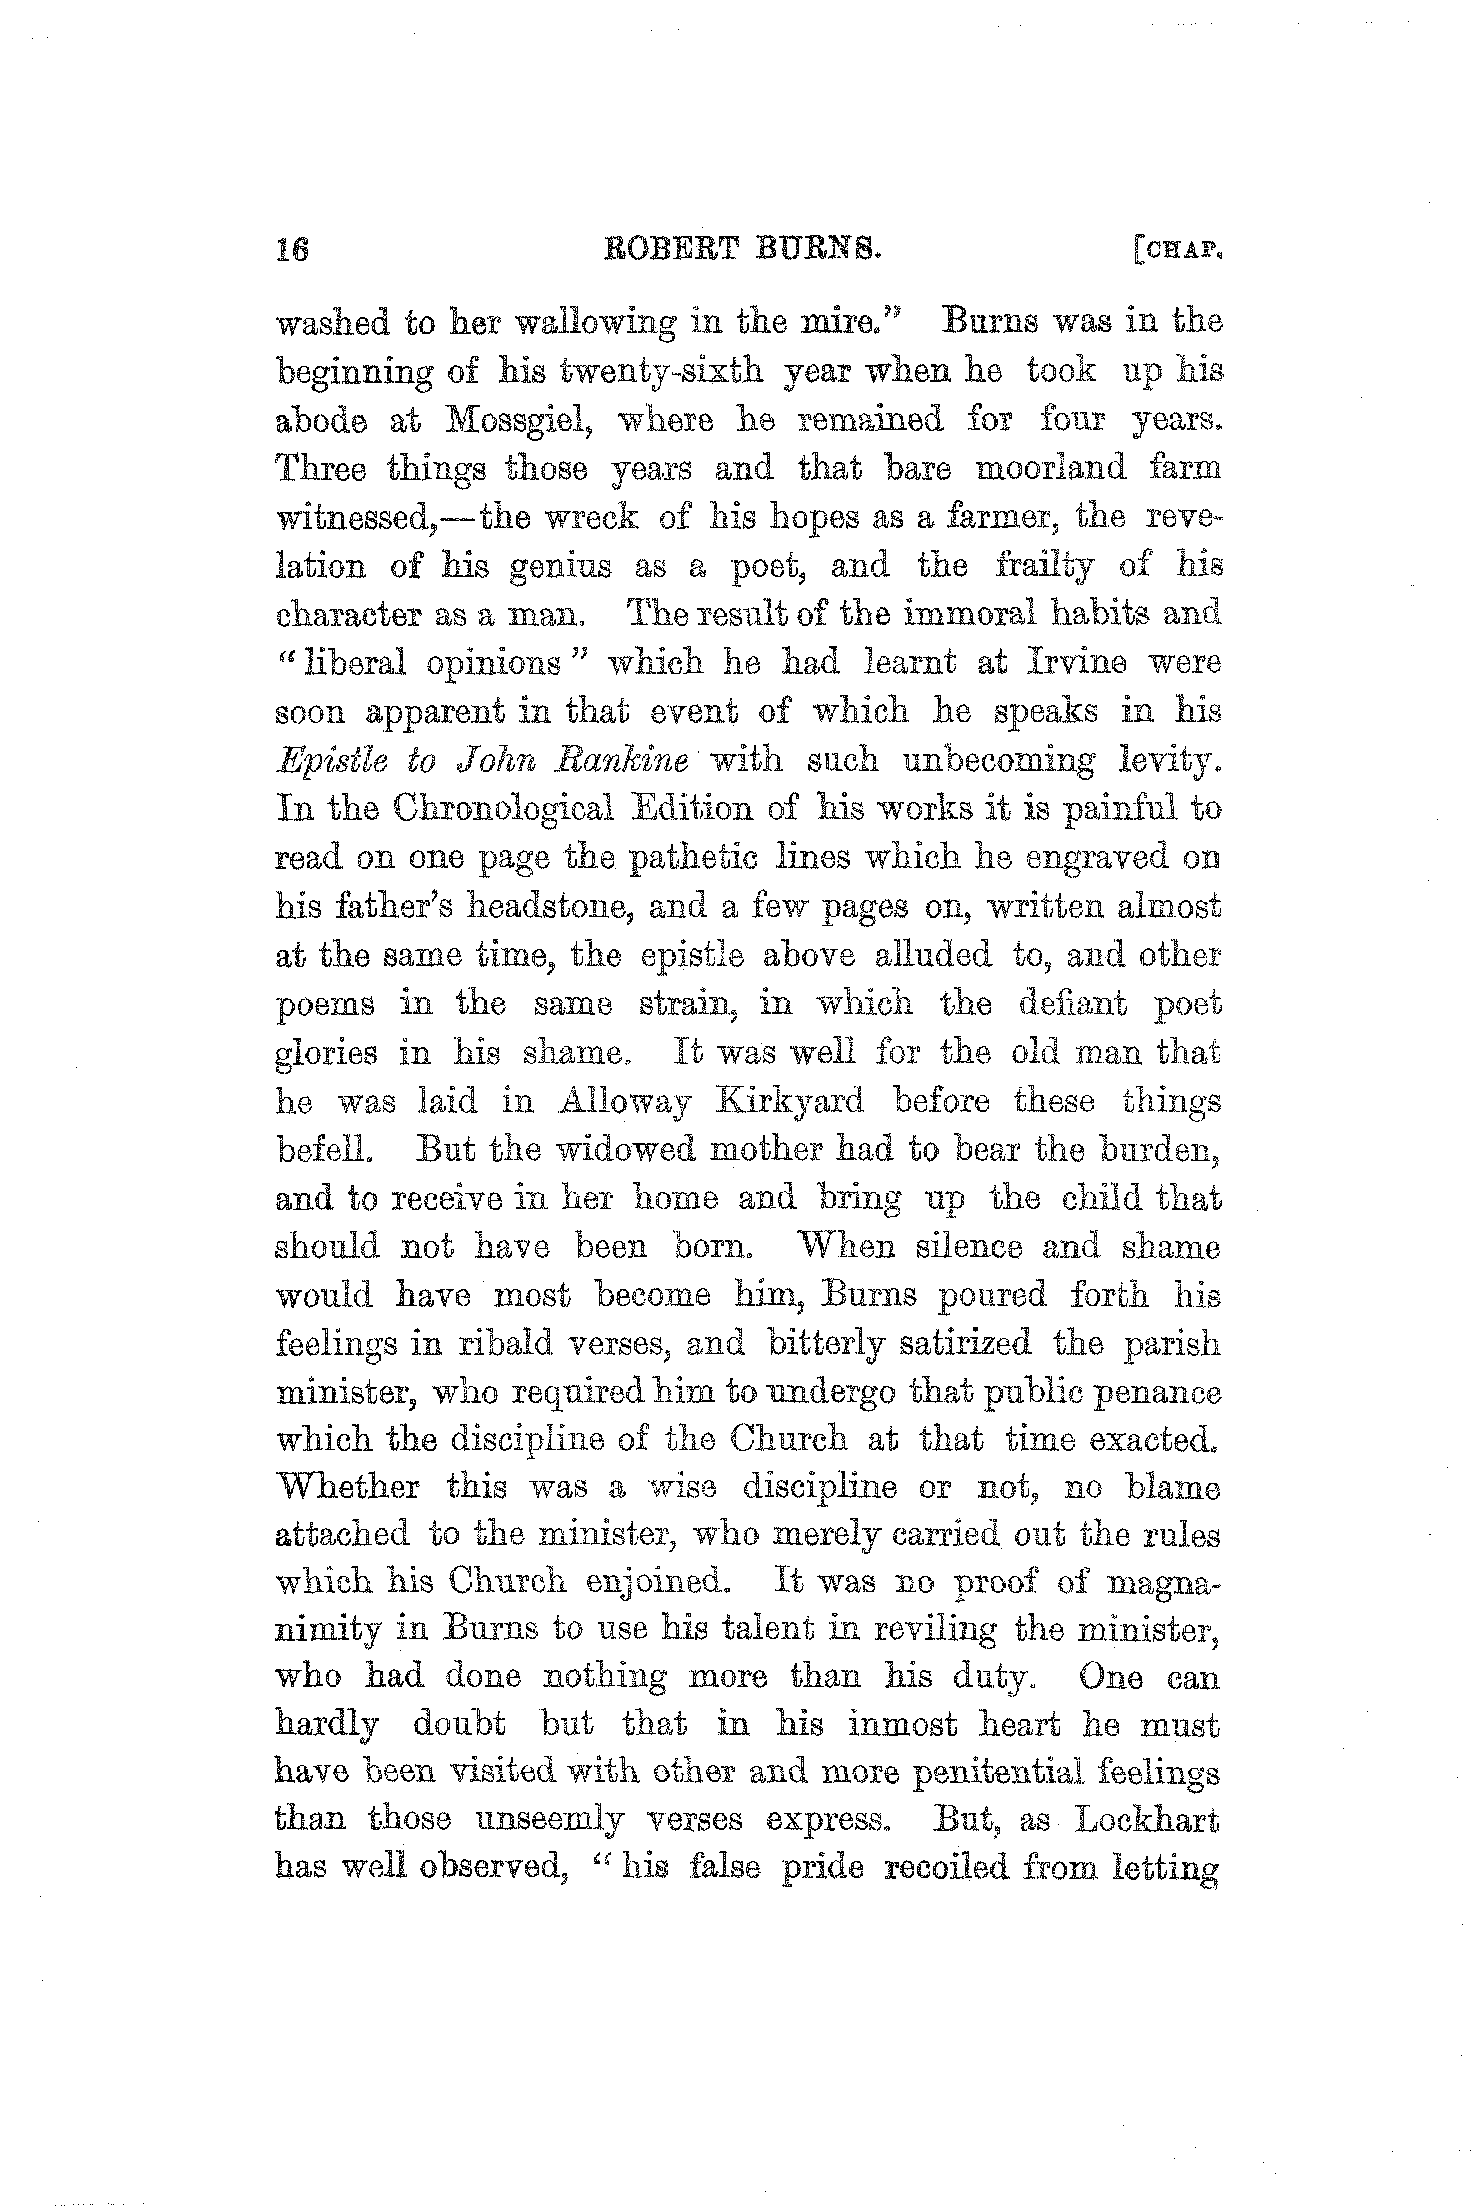 16 ROBERT BURNS. [CHAP.
washed to her wallowing in the mire." Burns was in the
beginning of his twenty-sixth year when he took up his
abode at Mossgiel, where he remained for four years.
Three things those years and that bare moorland farm
witnessed,—the wreck of his hopes as a farmer, the reve-
lation of his genius as a poet, and the frailty of his
character as a man. The result of the immoral habits and
"liberal opinions" which he had learnt at Irvine were
soon apparent in that event of which he speaks in his
Epistle to John Rankine with such unbecoming levity.
In the Chronological Edition of his works it is painful to
read on one page the pathetic lines which he engraved on
his father's headstone, and a few pages on, written almost
at the same time, the epistle above alluded to, and other
poems in the same strain, in which the defiant poet
glories in his shame. It was well for the old man that
he was laid in Alloway Kirkyard before these things
befell. But the widowed mother had to bear the burden,
and to receive in her home and bring up the child that
should not have been born. When silence and shame
would have most become him, Burns poured forth his
feelings in ribald verses, and bitterly satirized the parish
minister, who required him to undergo that public penance
which the discipline of the Church at that time exacted.
Whether this was a wise discipline or not, no blame
attached to the minister, who merely carried out the rules
which his Church enjoined. It was no proof of magna-
nimity in Burns to use his talent in reviling the minister,
who had done nothing more than his duty. One can
hardly doubt but that in his inmost heart he must
have been visited with other and more penitential feelings
than those unseemly verses express. But, as Lockhart
has well observed, "his false pride recoiled from letting